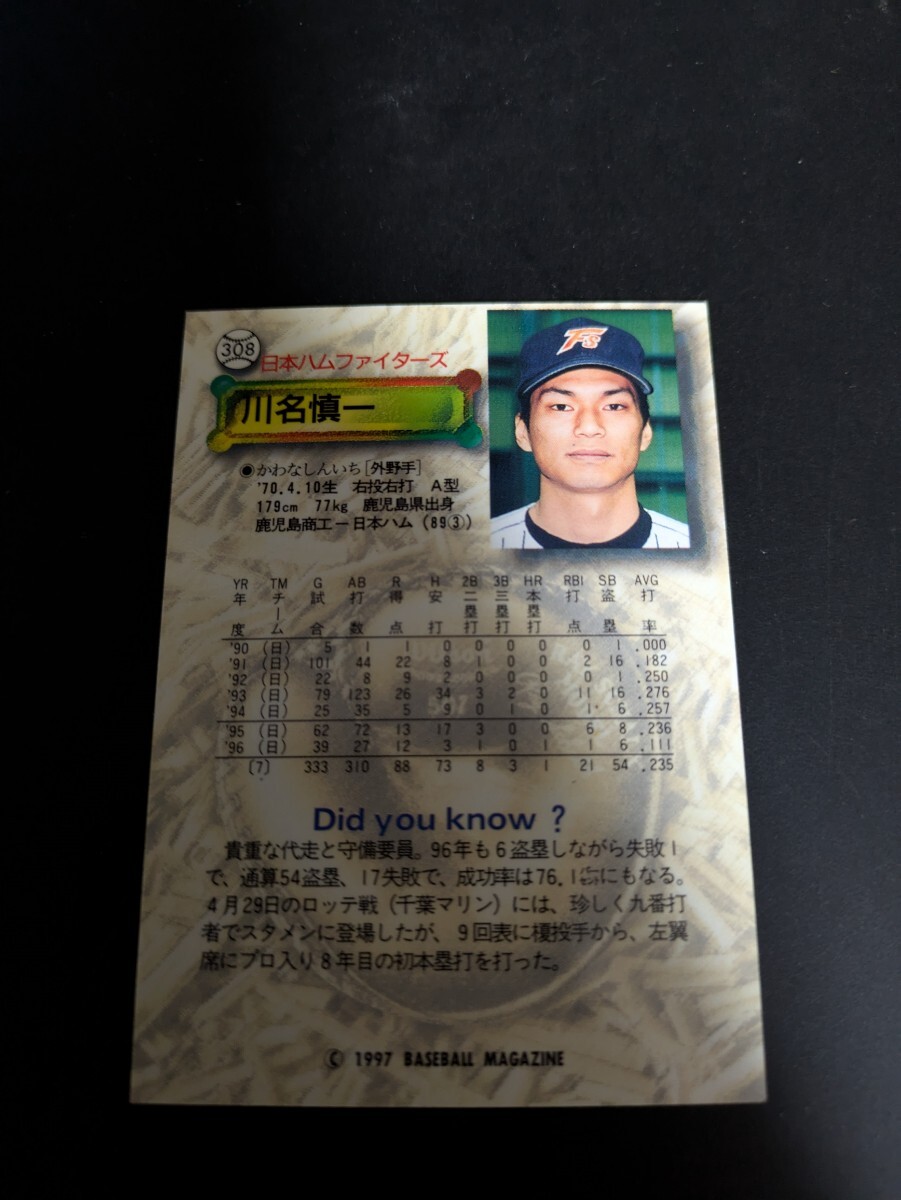 308
日本ハムファイターズ
Fs
川名慎一
◉かわなしんいち[外野手]
'70.4.10生 右投右打 A型
179cm 77kg 鹿児島県出身
鹿児島商工ー日本ハム (89③)
YR TM G AB R H 2B 3B HR RBI SB AVG
年度 チーム 試合 打数 得点 安打 二塁打 三塁打 本塁打 打点 盗塁 打率
'90 (日) 5 1 1 0 0 0 0 0 1 .000
'91 (日) 101 44 22 8 1 0 0 2 16 .182
'92 (日) 22 8 9 2 0 0 0 0 1 .250
'93 (日) 79 123 26 34 3 2 0 11 16 .276
'94 (日) 25 35 5 9 0 1 0 1 6 .257
'95 (日) 62 72 13 17 3 0 0 6 8 .236
'96 (日) 39 27 12 3 1 0 1 1 6 .111
(7) 333 310 88 73 8 3 1 21 54 .235
Did you know ?
貴重な代走と守備要員。96年も6盗塁しながら失敗1
で、通算54盗塁、17失敗で、成功率は76.1㌫にもなる。
4月29日のロッテ戦（千葉マリン）には、珍しく九番打
者でスタメンに登場したが、9回表に榎投手から、左翼
席にプロ入り8年目の初本塁打を打った。
© 1997 BASEBALL MAGAZINE